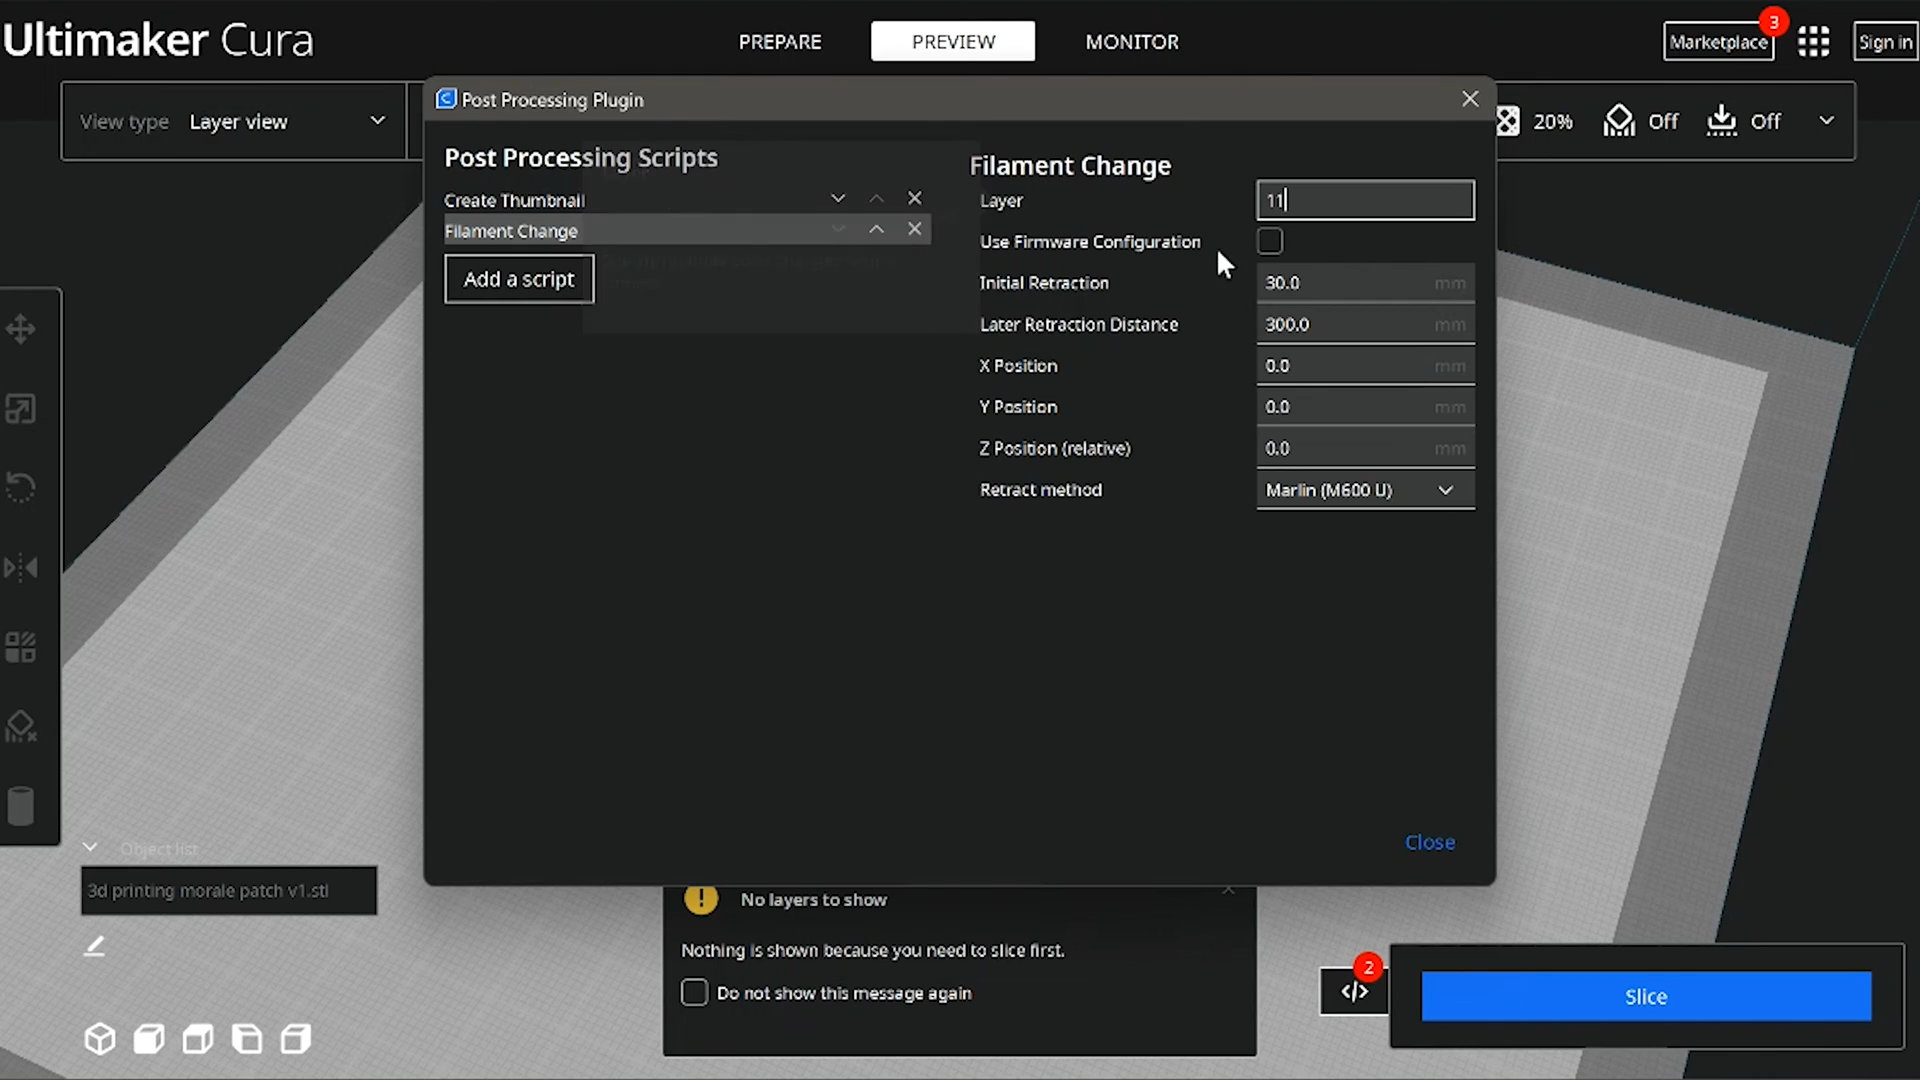 Ultimaker Cura
PREPARE
PREVIEW
MONITOR
Marketplace
3
Sign in
View type Layer view
20%
Off
Off
Post Processing Plugin
Post Processing Scripts
Create Thumbnail
Filament Change
Add a script
Filament Change
Layer
11
Use Firmware Configuration
Initial Retraction
30.0 mm
Later Retraction Distance
300.0 mm
X Position
0.0 mm
Y Position
0.0 mm
Z Position (relative)
0.0 mm
Retract method
Marlin (M600 U)
Close
Object list
3d printing morale patch v1.stl
No layers to show
Nothing is shown because you need to slice first.
Do not show this message again
2
Slice